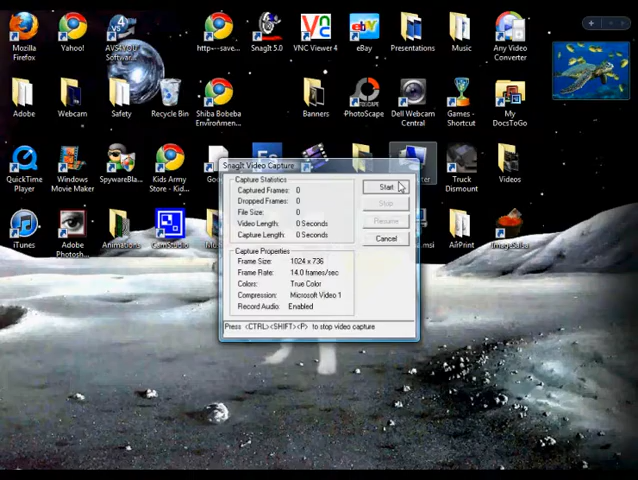 Mozilla Firefox
Yahoo!
AVS4YOU Softwar...
http--save...
SnagIt 5.0
VNC Viewer 4
eBay
Presentations
Music
Any Video Converter
Adobe
Webcam
Safety
Recycle Bin
Shiba Bobeba Environmen...
Banners
PhotoScape
Dell Webcam Central
Games - Shortcut
My DocsToGo
QuickTime Player
Windows Movie Maker
SpywareBla...
Kids Army Store - Kid...
Truck Dismount
Videos
iTunes
Adobe Photosh...
Animations
CamStudio
AirPrint
SnagIt Video Capture
Capture Statistics
Captured Frames: 0
Dropped Frames: 0
File Size: 0
Video Length: 0 Seconds
Capture Length: 0 Seconds
Start
Stop
Resume
Cancel
Capture Properties
Frame Size: 1024 x 736
Frame Rate: 14.0 frames/sec
Colors: True Color
Compression: Microsoft Video 1
Record Audio: Enabled
Press <CTRL><SHIFT><P> to stop video capture